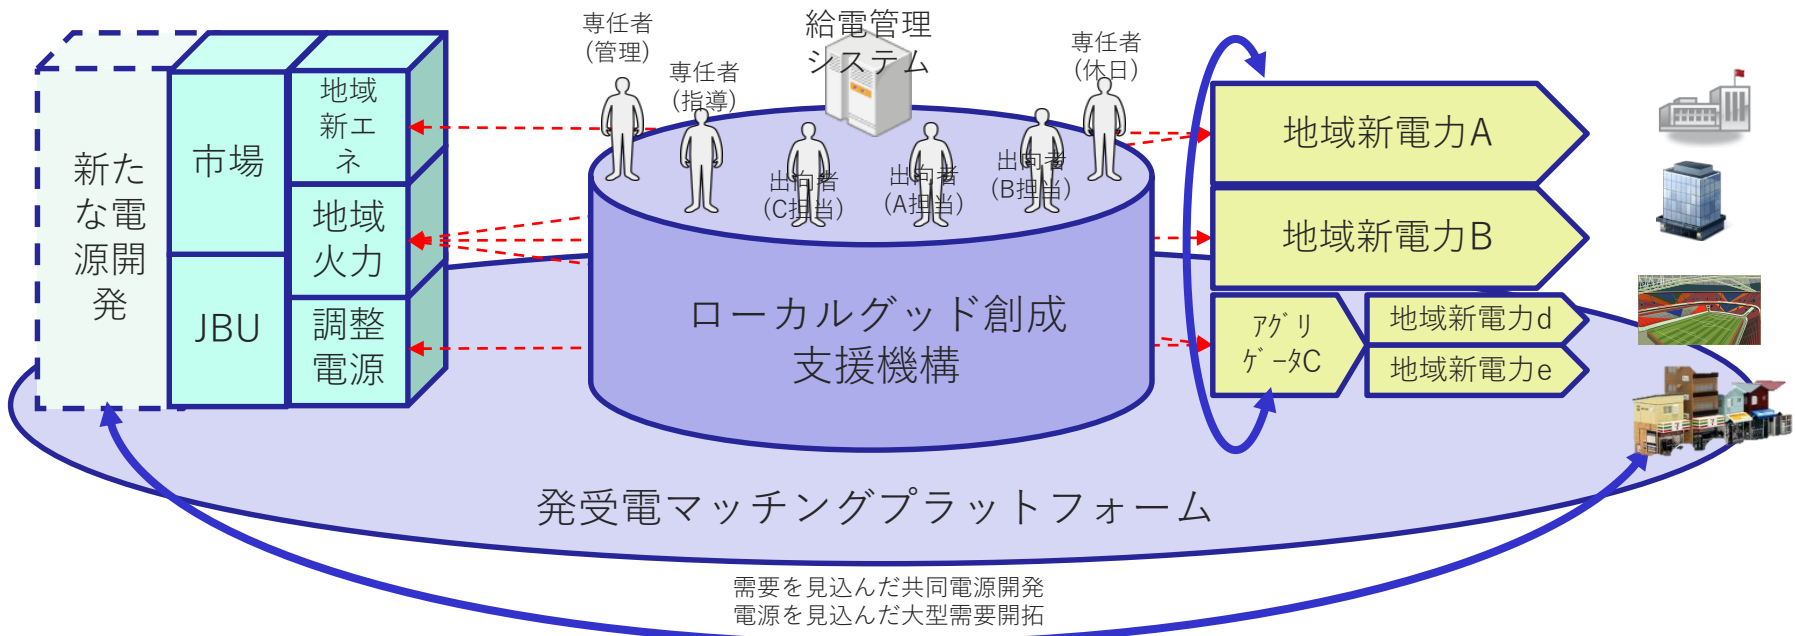 新た
な電
源開
発
市場
JBU
地域
新エ
ネ
地域
火力
調整
電源
専任者
(管理)
専任者
(指導)
給電管理
システム
専任者
(休日)
出向者
(C担当)
出向者
(A担当)
出向者
(B担当)
ローカルグッド創成
支援機構
地域新電力A
地域新電力B
ｱｸﾞﾘ
ｹﾞｰﾀC
地域新電力d
地域新電力e
発受電マッチングプラットフォーム
需要を見込んだ共同電源開発
電源を見込んだ大型需要開拓